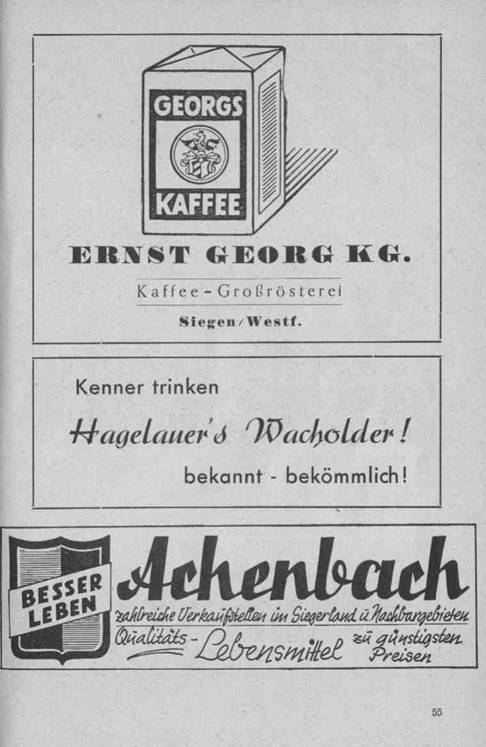 GEORGS
KAFFEE
ERNST GEORG KG.
Kaffee - Großrösterei
Siegen/Westf.
Kenner trinken
Hagelauer's Wacholder!
bekannt - bekömmlich!
BESSER
LEBEN
Achenbach
zahlreiche Verkaufsstellen im Siegerland u. Nachbargebieten
Qualitäts - Lebensmittel zu günstigsten
Preisen
55